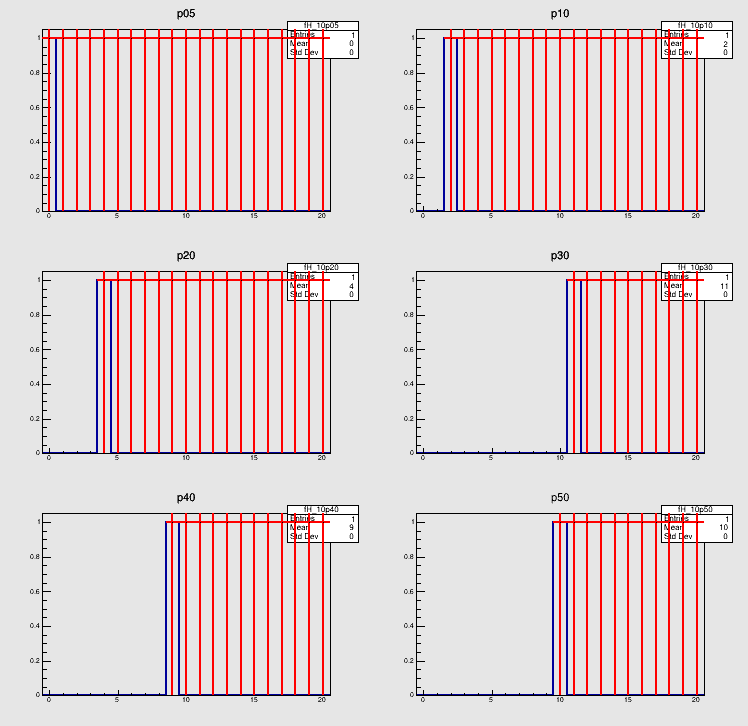 p05
fH_10p05
Entries 1
Mean 0
Std Dev 0
1
0.8
0.6
0.4
0.2
0
0 5 10 15 20
p10
fH_10p10
Entries 1
Mean 2
Std Dev 0
1
0.8
0.6
0.4
0.2
0
0 5 10 15 20
p20
fH_10p20
Entries 1
Mean 4
Std Dev 0
1
0.8
0.6
0.4
0.2
0
0 5 10 15 20
p30
fH_10p30
Entries 1
Mean 11
Std Dev 0
1
0.8
0.6
0.4
0.2
0
0 5 10 15 20
p40
fH_10p40
Entries 1
Mean 9
Std Dev 0
1
0.8
0.6
0.4
0.2
0
0 5 10 15 20
p50
fH_10p50
Entries 1
Mean 10
Std Dev 0
1
0.8
0.6
0.4
0.2
0
0 5 10 15 20